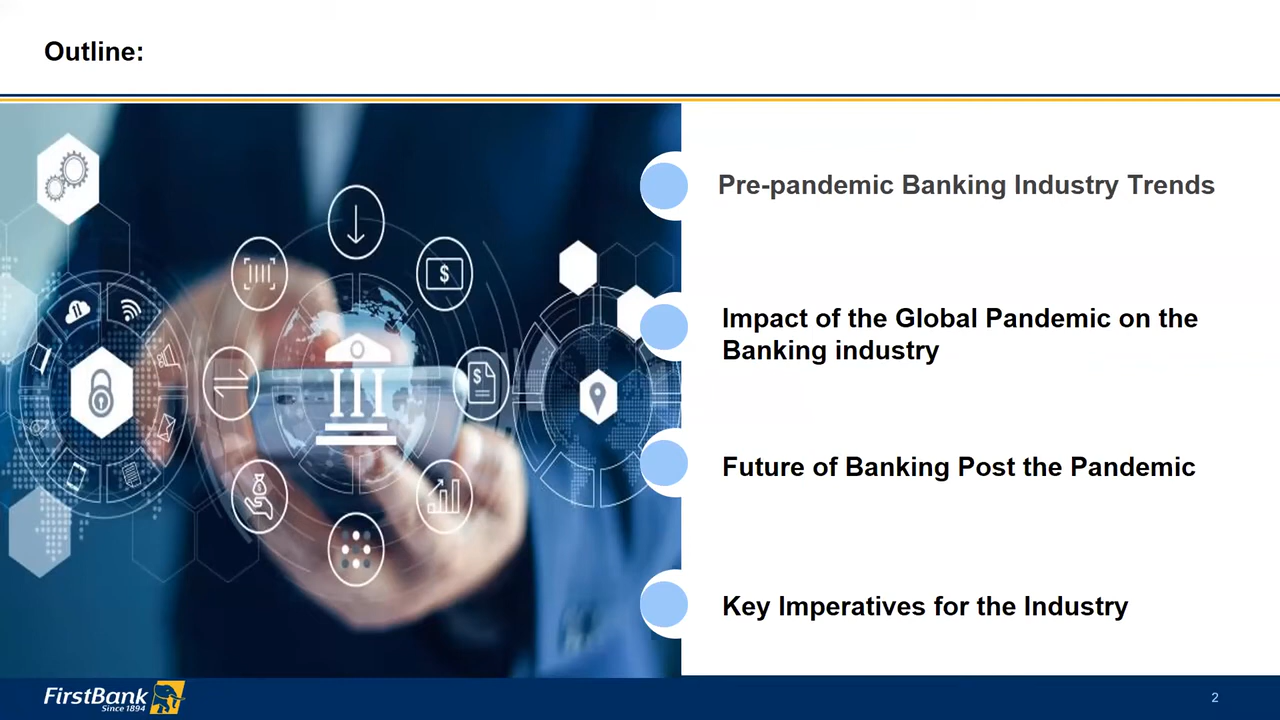 Outline:
Pre-pandemic Banking Industry Trends
Impact of the Global Pandemic on the
Banking industry
Future of Banking Post the Pandemic
Key Imperatives for the Industry
$
$
FirstBank
Since 1894
2